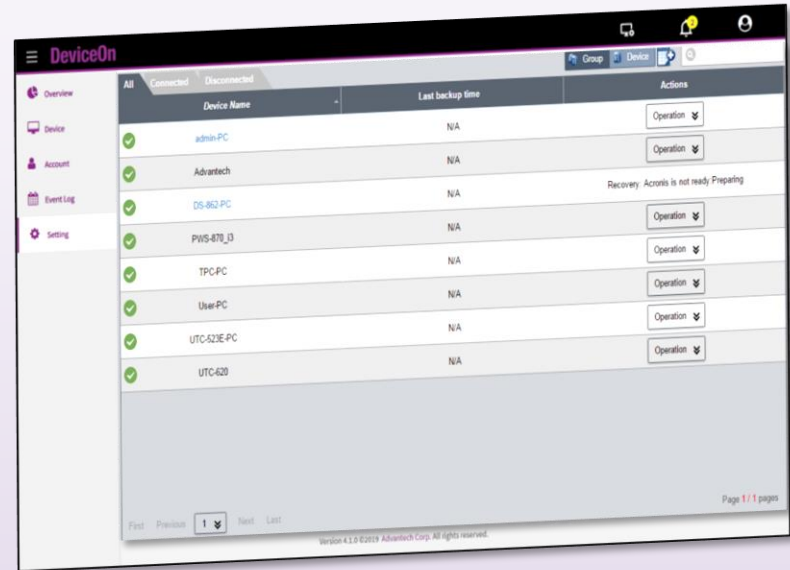 2
DeviceOn
Group Device
Overview
All Connected Disconnected
Device Name Last backup time Actions
Device
admin-PC N/A Operation
Account
Advantech N/A Operation
Event Log
DS-862-PC N/A Recovery: Acronis is not ready Preparing
Setting
PWS-870_i3 N/A Operation
TPC-PC N/A Operation
User-PC N/A Operation
UTC-523E-PC N/A Operation
UTC-620 N/A Operation
First Previous 1 Next Last
Page 1 / 1 pages
Version 4.1.0 ©2019 Advantech Corp. All rights reserved.